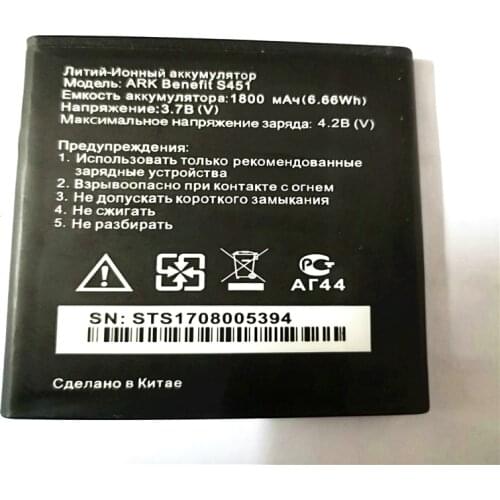 Литий-Ионный аккумулятор
Модель: ARK Benefit S451
Емкость аккумулятора:1800 мАч(6.66Wh)
Напряжение:3.7В (V)
Максимальное напряжение заряда: 4.2В (V)
Предупреждения:
1. Использовать только рекомендованные
зарядные устройства
2. Взрывоопасно при контакте с огнем
3. Не допускать короткого замыкания
4. Не сжигать
5. Не разбирать
АГ44
SN: STS1708005394
Сделано в Китае